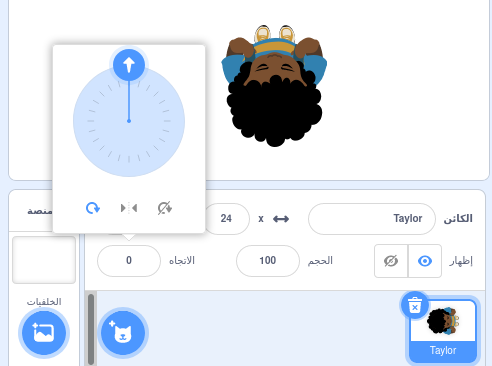 الكائن Taylor
x 24
إظهار
الحجم 100
الاتجاه 0
منصة
الخلفيات
Taylor